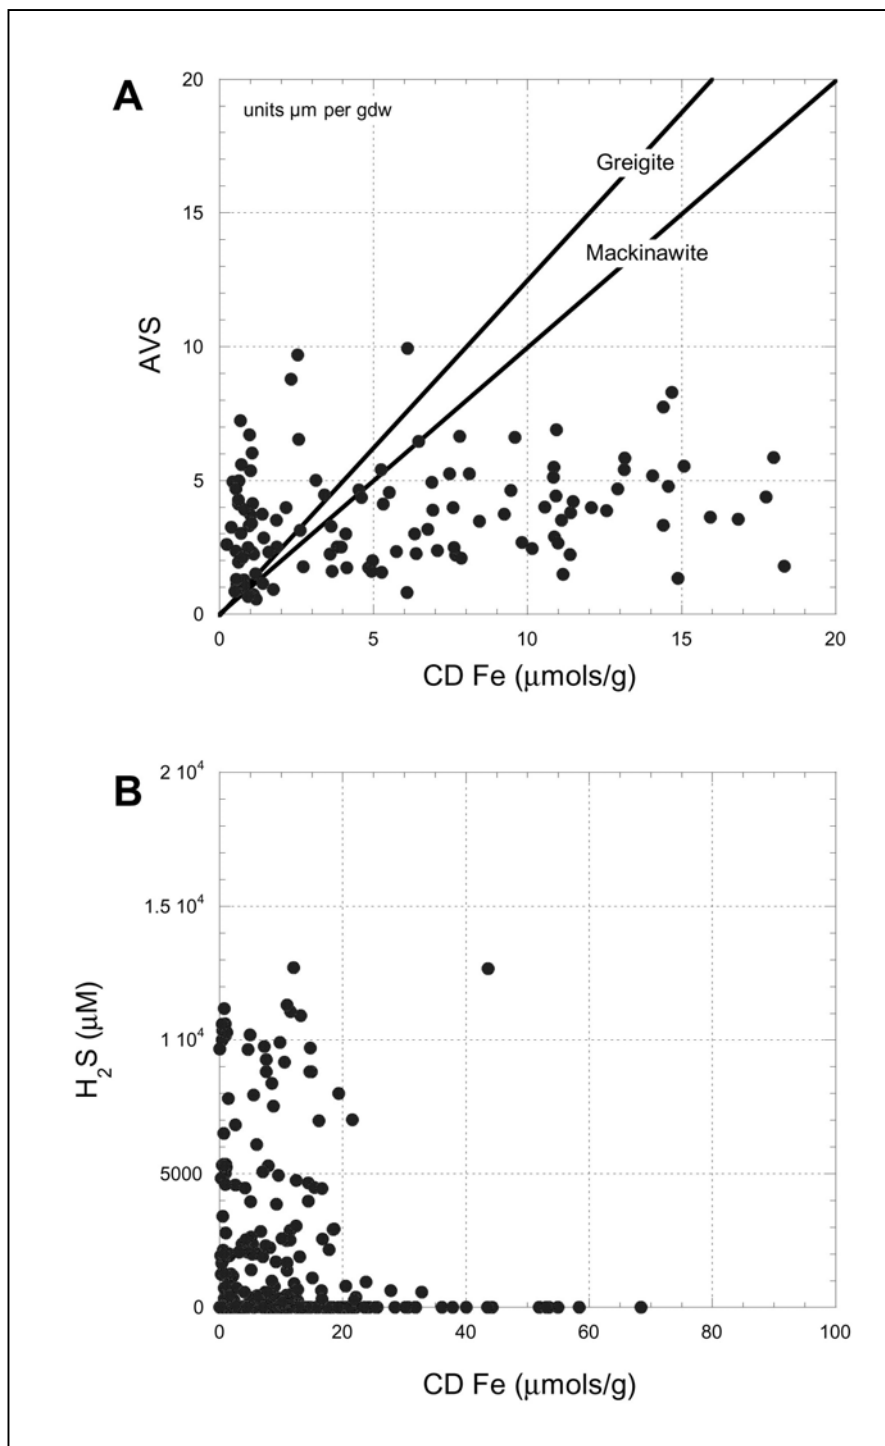 A
20
units µm per gdw
Greigite
15
Mackinawite
AVS
10
5
0
0 5 10 15 20
CD Fe (µmols/g)
B
2 10⁴
1.5 10⁴
H₂S (µM)
1 10⁴
5000
0
0 20 40 60 80 100
CD Fe (µmols/g)